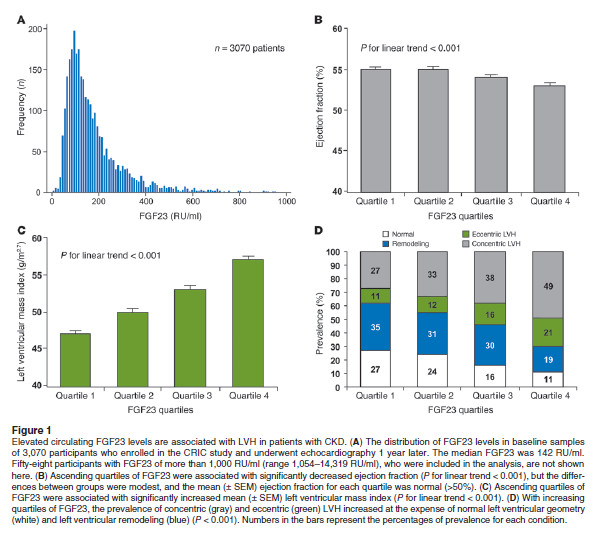 A
n = 3070 patients
Frequency (n)
200
150
100
50
0
0 200 400 600 800 1000
FGF23 (RU/ml)
B
P for linear trend < 0.001
Ejection fraction (%)
60
55
50
45
40
Quartile 1 Quartile 2 Quartile 3 Quartile 4
FGF23 quartiles
C
P for linear trend < 0.001
Left ventricular mass index (g/m2.7)
60
55
50
45
40
Quartile 1 Quartile 2 Quartile 3 Quartile 4
FGF23 quartiles
D
Normal Eccentric LVH
Remodeling Concentric LVH
Prevalence (%)
100
90
80
70
60
50
40
30
20
10
0
27 33 38 49
11 12 16 21
35 31 30 19
27 24 16 11
Quartile 1 Quartile 2 Quartile 3 Quartile 4
FGF23 quartiles
Figure 1
Elevated circulating FGF23 levels are associated with LVH in patients with CKD. (A) The distribution of FGF23 levels in baseline samples
of 3,070 participants who enrolled in the CRIC study and underwent echocardiography 1 year later. The median FGF23 was 142 RU/ml.
Fifty-eight participants with FGF23 of more than 1,000 RU/ml (range 1,054–14,319 RU/ml), who were included in the analysis, are not shown
here. (B) Ascending quartiles of FGF23 were associated with significantly decreased ejection fraction (P for linear trend < 0.001), but the differ-
ences between groups were modest, and the mean (± SEM) ejection fraction for each quartile was normal (>50%). (C) Ascending quartiles of
FGF23 were associated with significantly increased mean (± SEM) left ventricular mass index (P for linear trend < 0.001). (D) With increasing
quartiles of FGF23, the prevalence of concentric (gray) and eccentric (green) LVH increased at the expense of normal left ventricular geometry
(white) and left ventricular remodeling (blue) (P < 0.001). Numbers in the bars represent the percentages of prevalence for each condition.